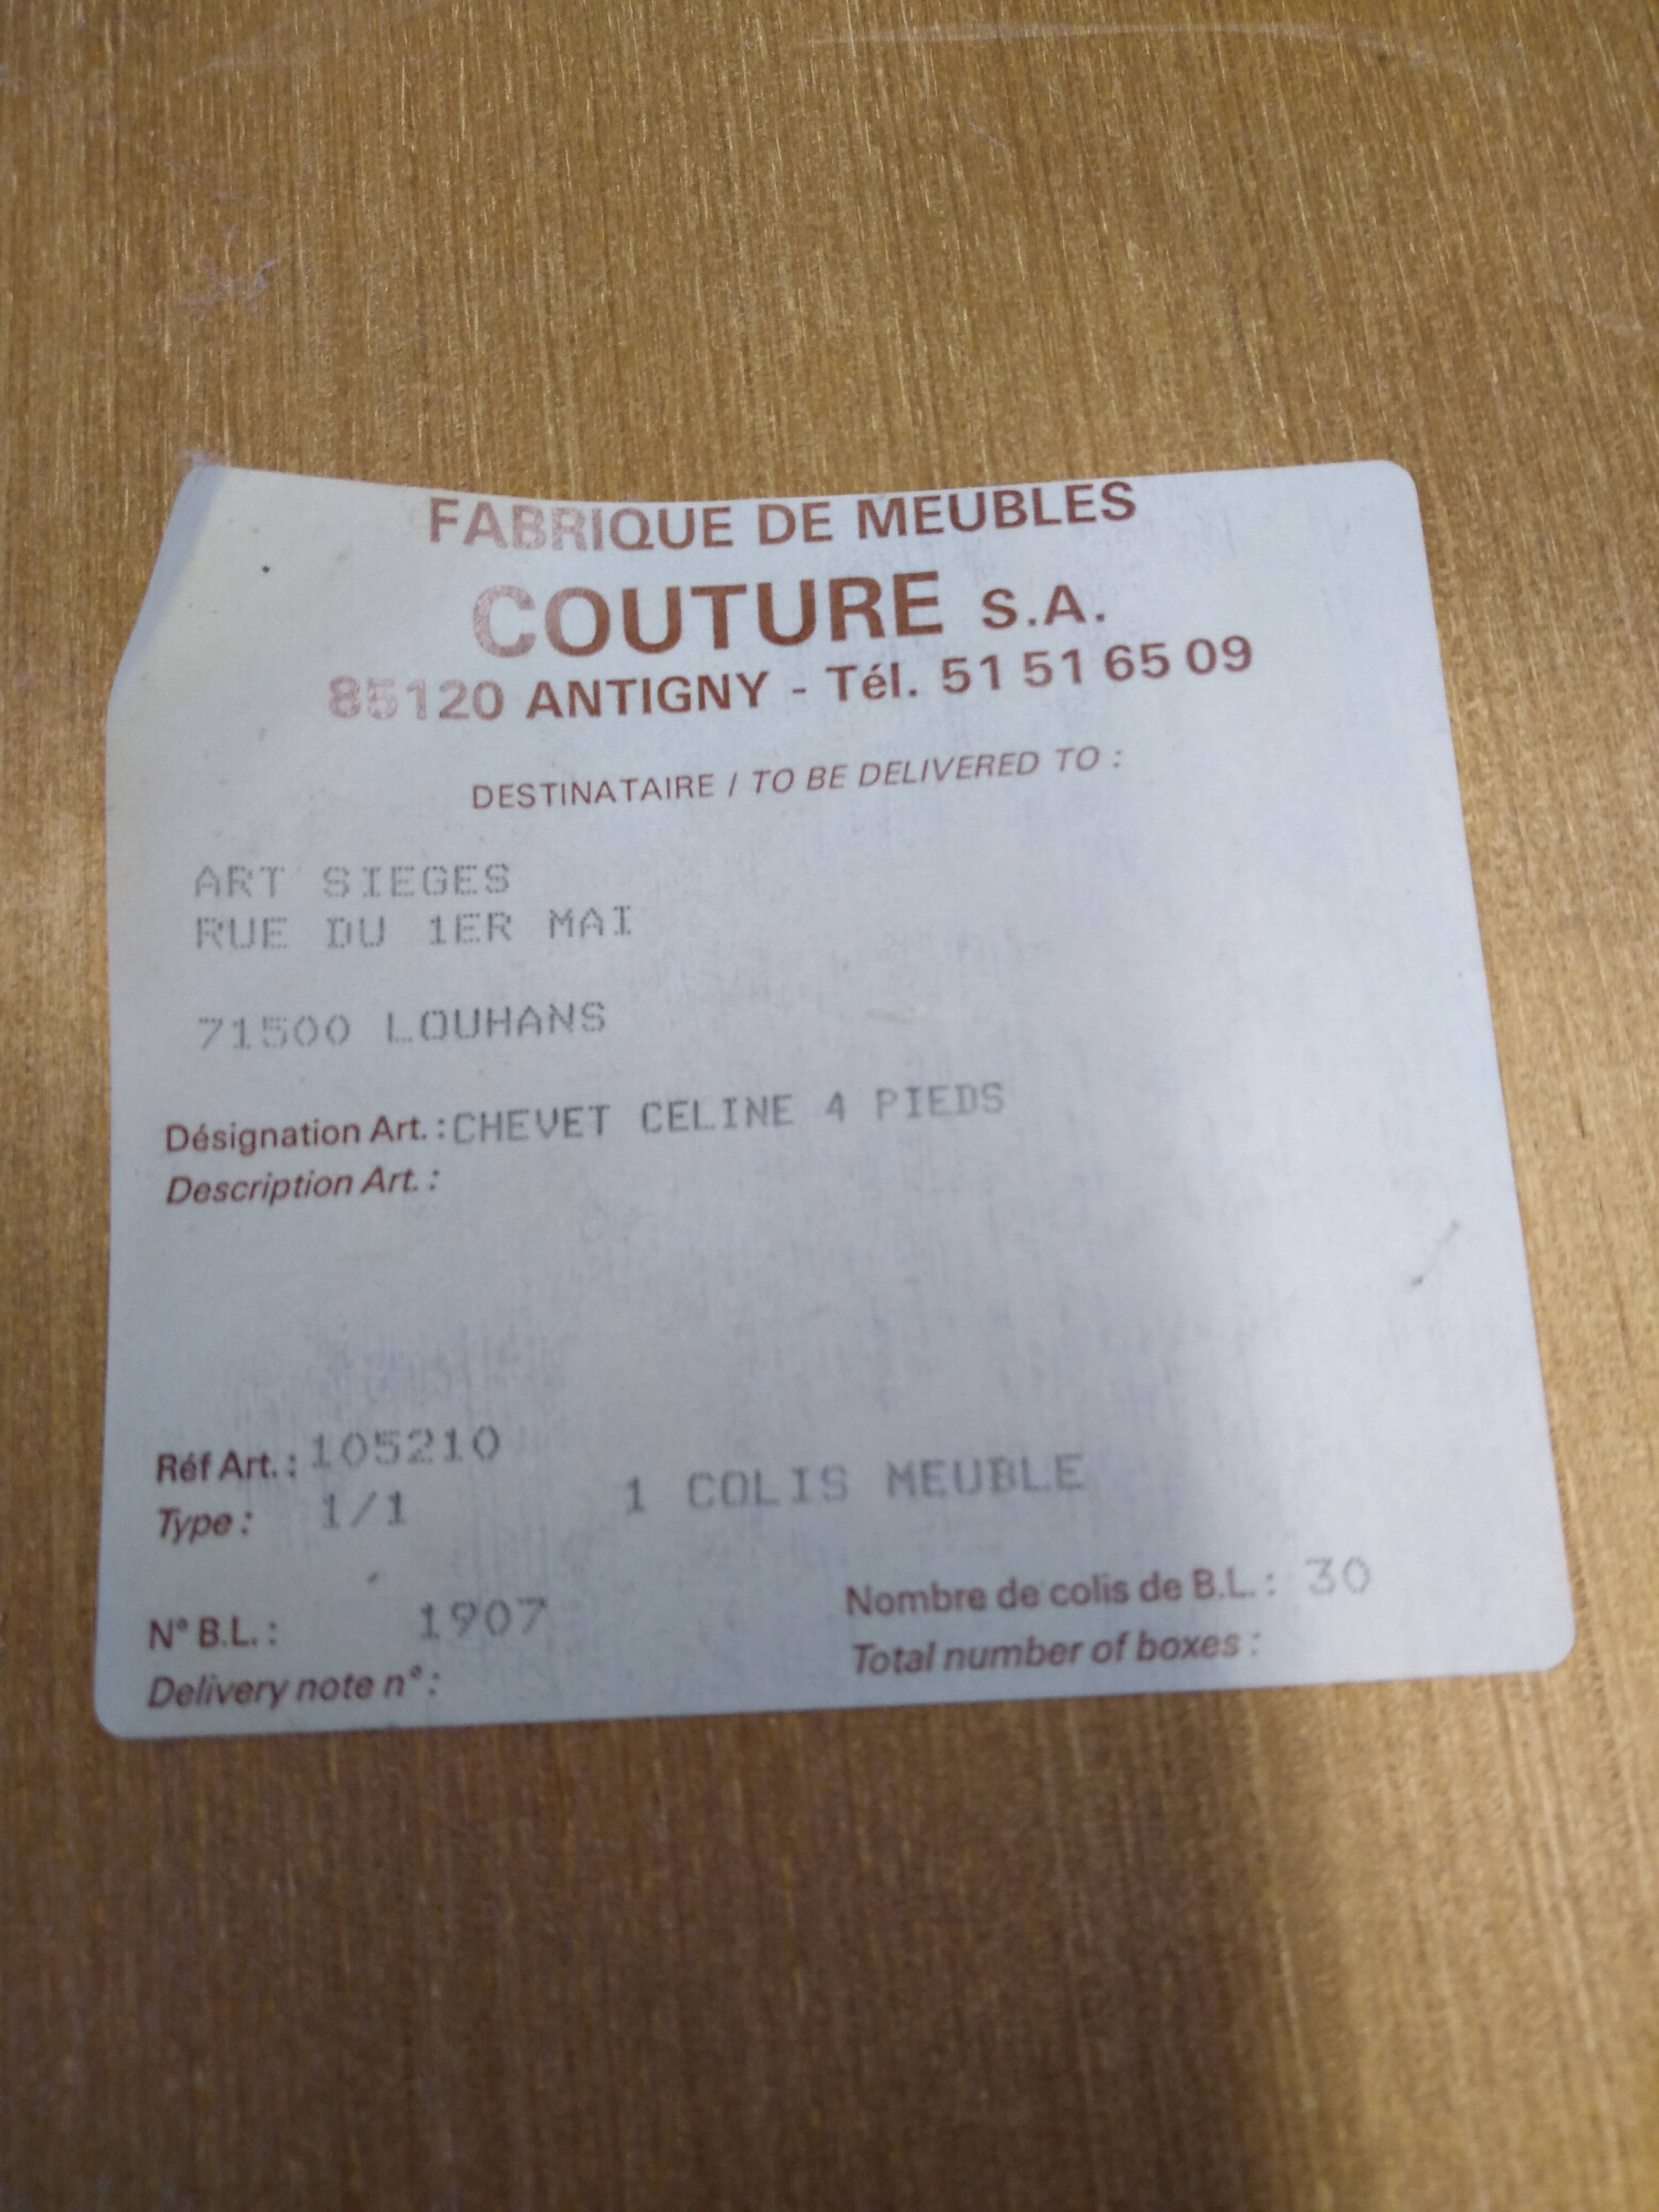 FABRIQUE DE MEUBLES
COUTURE S.A.
85120 ANTIGNY - Tél. 51 51 65 09
DESTINATAIRE / TO BE DELIVERED TO :
ART SIEGES
RUE DU 1ER MAI
71500 LOUHANS
Désignation Art. : CHEVET CELINE 4 PIEDS
Description Art. :
Réf Art. : 105210
Type : 1/1 1 COLIS MEUBLE
N° B.L. : 1907 Nombre de colis de B.L. : 30
Delivery note n° : Total number of boxes :